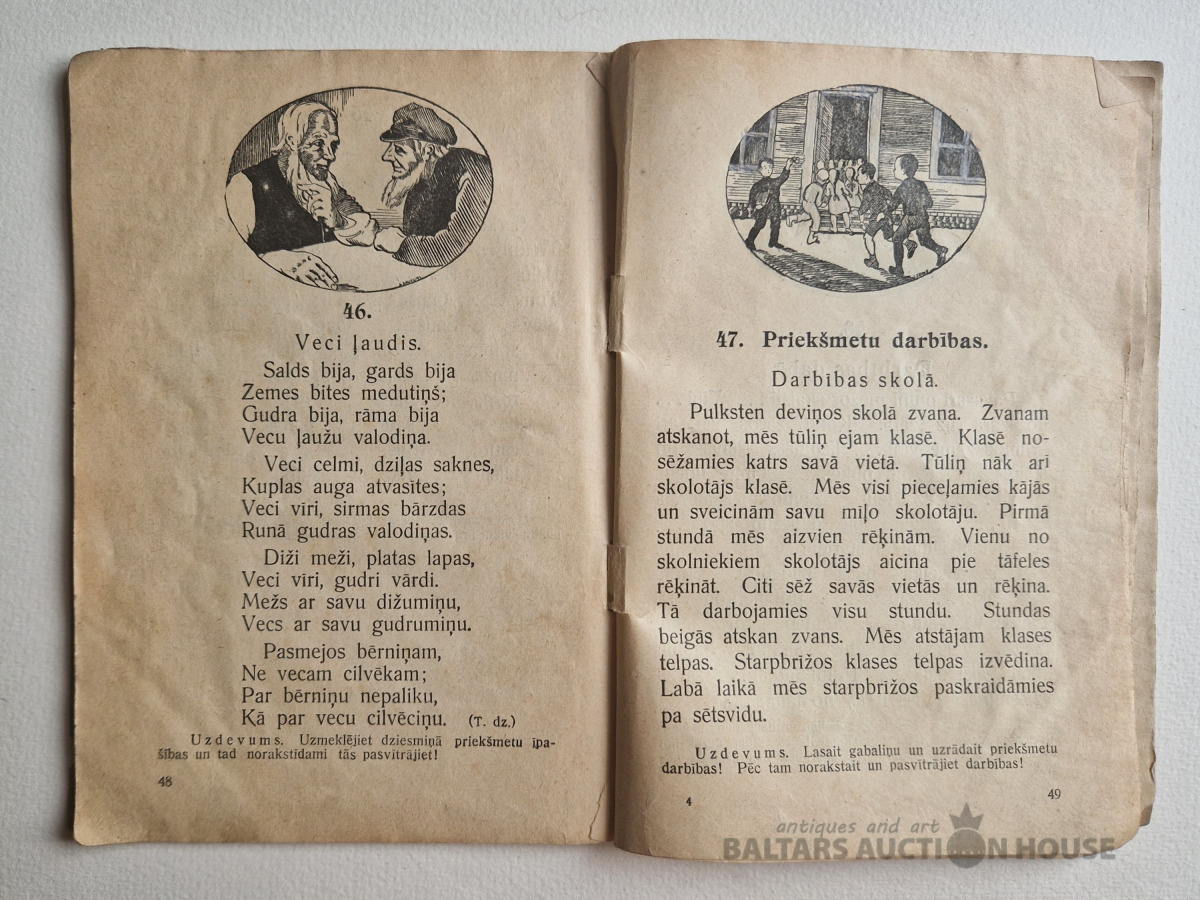 46.
Veci ļaudis.
Salds bija, gards bija
Zemes bites medutiņš;
Gudra bija, rāma bija
Vecu ļaužu valodiņa.
Veci celmi, dziļas saknes,
Kuplas auga atvasītes;
Veci vīri, sirmas bārzdas
Runā gudras valodiņas.
Diži meži, platas lapas,
Veci vīri, gudri vārdi.
Mežs ar savu dižumiņu,
Vecs ar savu gudrumiņu.
Pasmejos bērniņam,
Ne vecam cilvēkam;
Par bērniņu nepaliku,
Kā par vecu cilvēciņu. (T. dz.)
Uzdevums. Uzmeklējiet dziesmiņā priekšmetu īpa-
šības un tad norakstīdami tās pasvītrājiet!
48
47. Priekšmetu darbības.
Darbības skolā.
Pulksten deviņos skolā zvana. Zvanam
atskanot, mēs tūliņ ejam klasē. Klasē no-
sēžamies katrs savā vietā. Tūliņ nāk arī
skolotājs klasē. Mēs visi pieceļamies kājās
un sveicinām savu miļo skolotāju. Pirmā
stundā mēs aizvien rēķinām. Vienu no
skolniekiem skolotājs aicina pie tāfeles
rēķināt. Citi sēž savās vietās un rēķina.
Tā darbojamies visu stundu. Stundas
beigās atskan zvans. Mēs atstājam klases
telpas. Starpbrīžos klases telpas izvēdina.
Labā laikā mēs starpbrīžos paskraidāmies
pa sētsvidu.
Uzdevums. Lasait gabaliņu un uzrādait priekšmetu
darbības! Pēc tam norakstait un pasvītrājiet darbības!
4
49
antiques and art
BALTARS AUCTION HOUSE